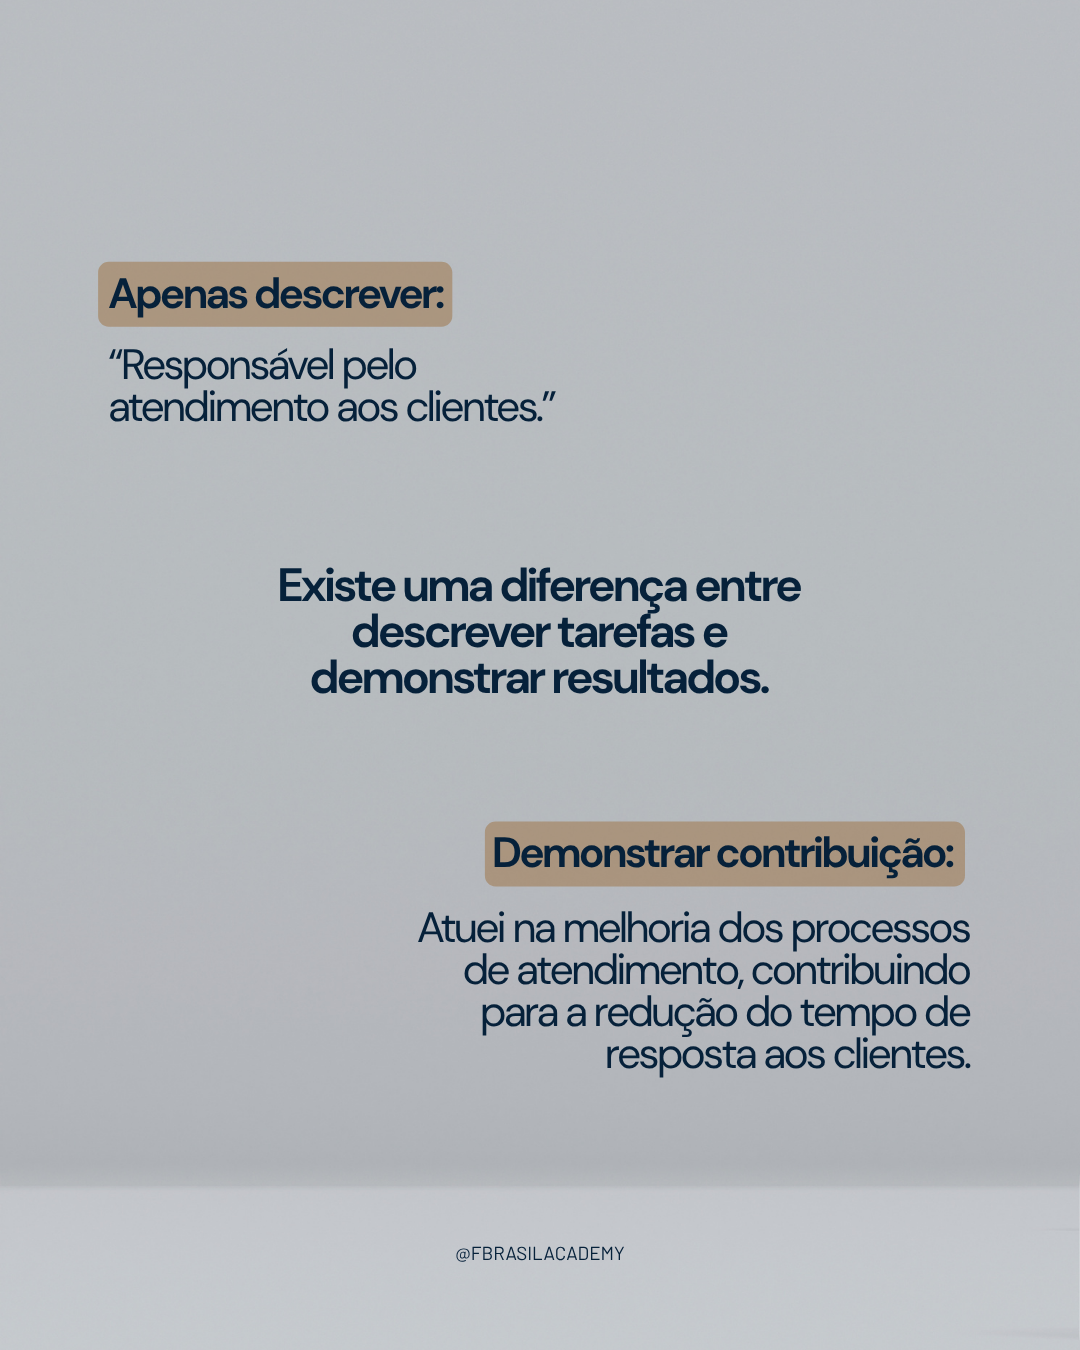 Apenas descrever:
“Responsável pelo
atendimento aos clientes.”
Existe uma diferença entre
descrever tarefas e
demonstrar resultados.
Demonstrar contribuição:
Atuei na melhoria dos processos
de atendimento, contribuindo
para a redução do tempo de
resposta aos clientes.
@FBRASILACADEMY